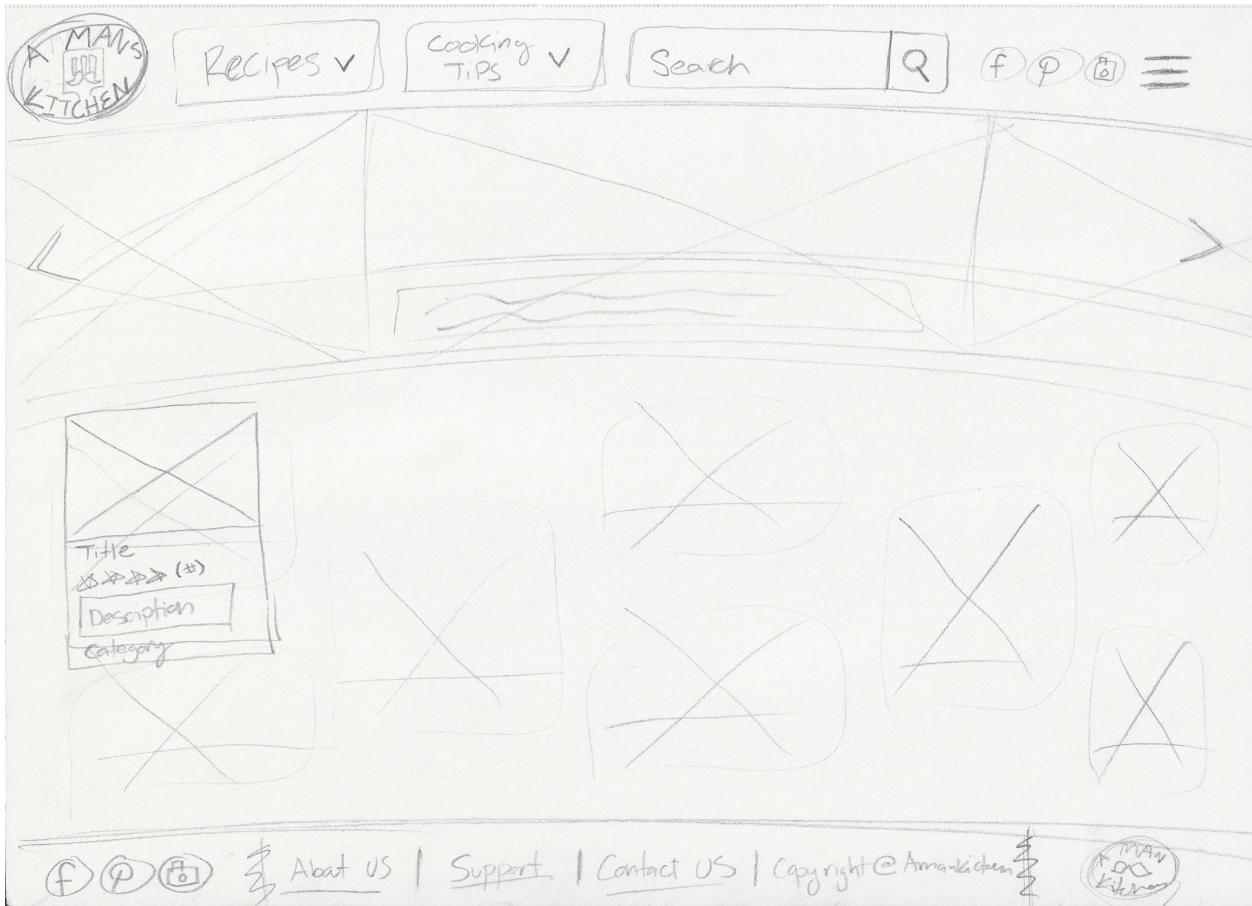 A MANS
KITCHEN
Recipes
Cooking
TiPs
Search
f
P
Title
(#)
Description
Category
f
P
About US | Support | Contact US | Copyright @ Amankitchen
A MAN
Kitchen